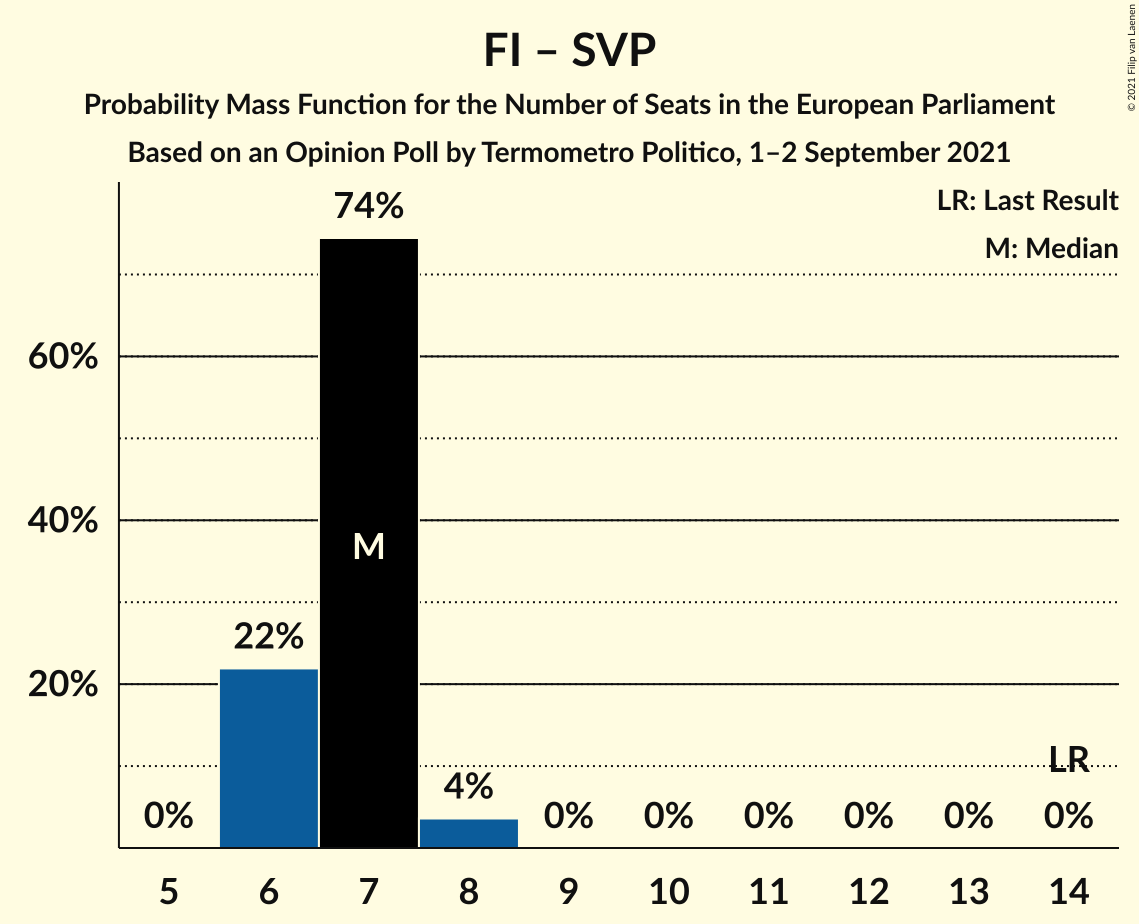 FI – SVP
Probability Mass Function for the Number of Seats in the European Parliament
Based on an Opinion Poll by Termometro Politico, 1–2 September 2021
© 2021 Filip van Laenen
LR: Last Result
M: Median
74%
60%
M
40%
22%
20%
LR
0%
4%
0%
0%
0%
0%
0%
0%
5
6
7
8
9
10
11
12
13
14